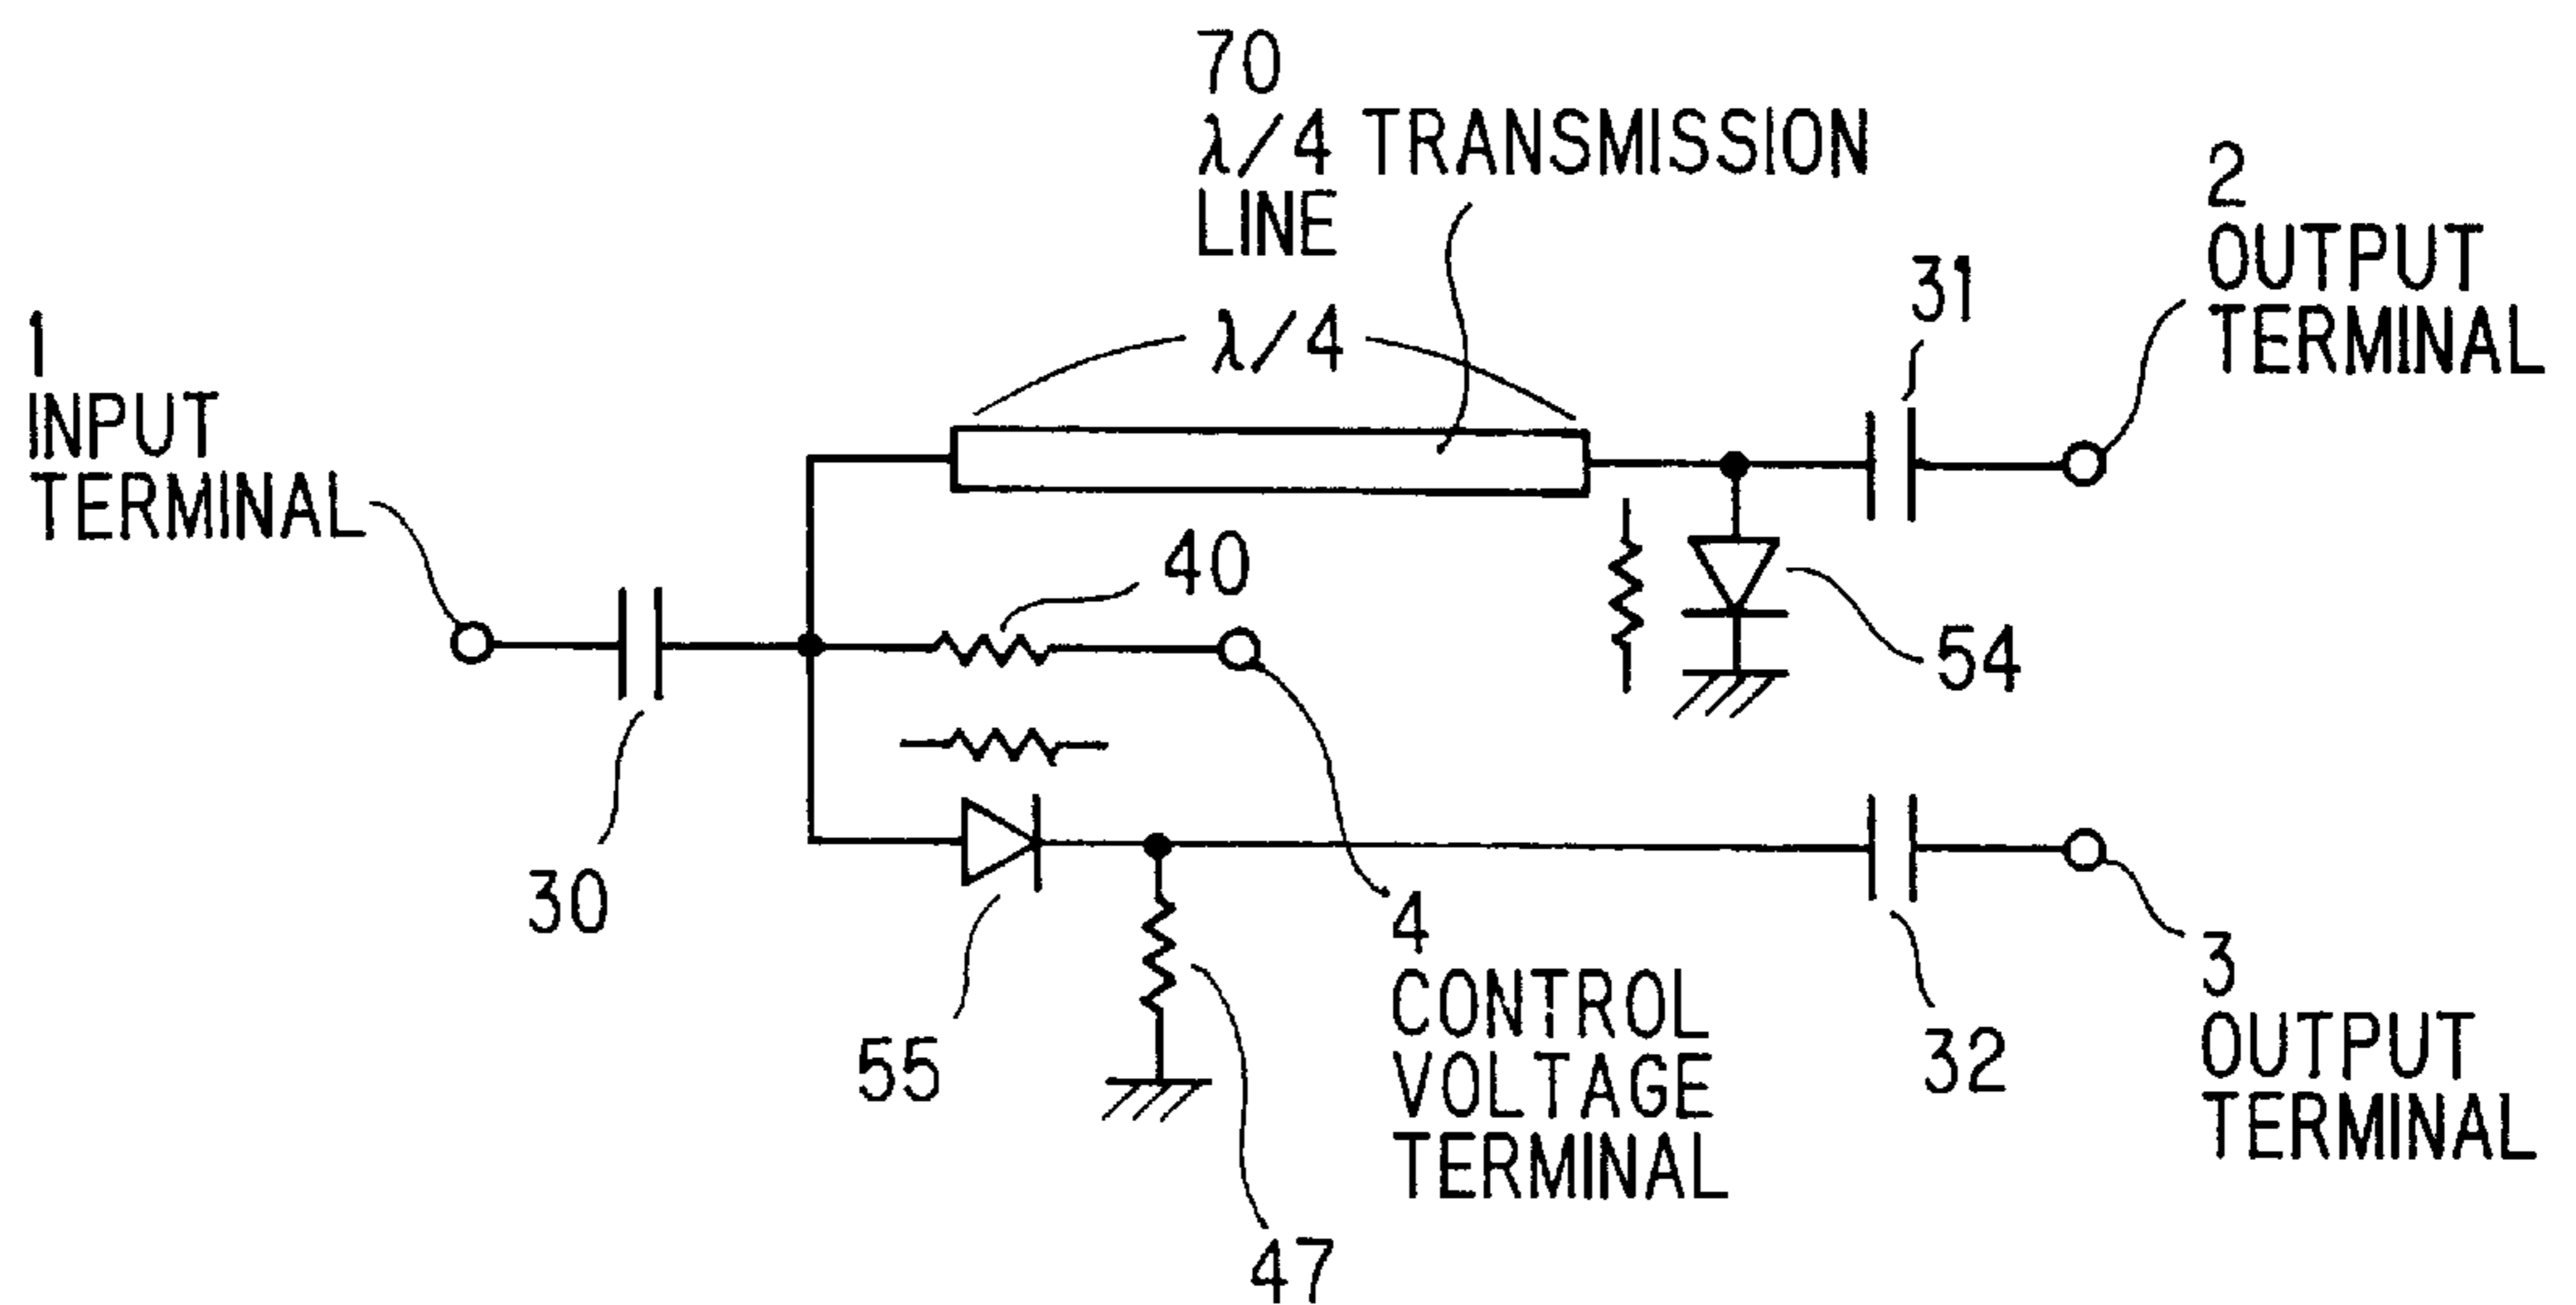 70
λ/4 TRANSMISSION
LINE
λ/4
2
OUTPUT
TERMINAL
31
1
INPUT
TERMINAL
40
54
30
55
4
CONTROL
VOLTAGE
TERMINAL
47
32
3
OUTPUT
TERMINAL